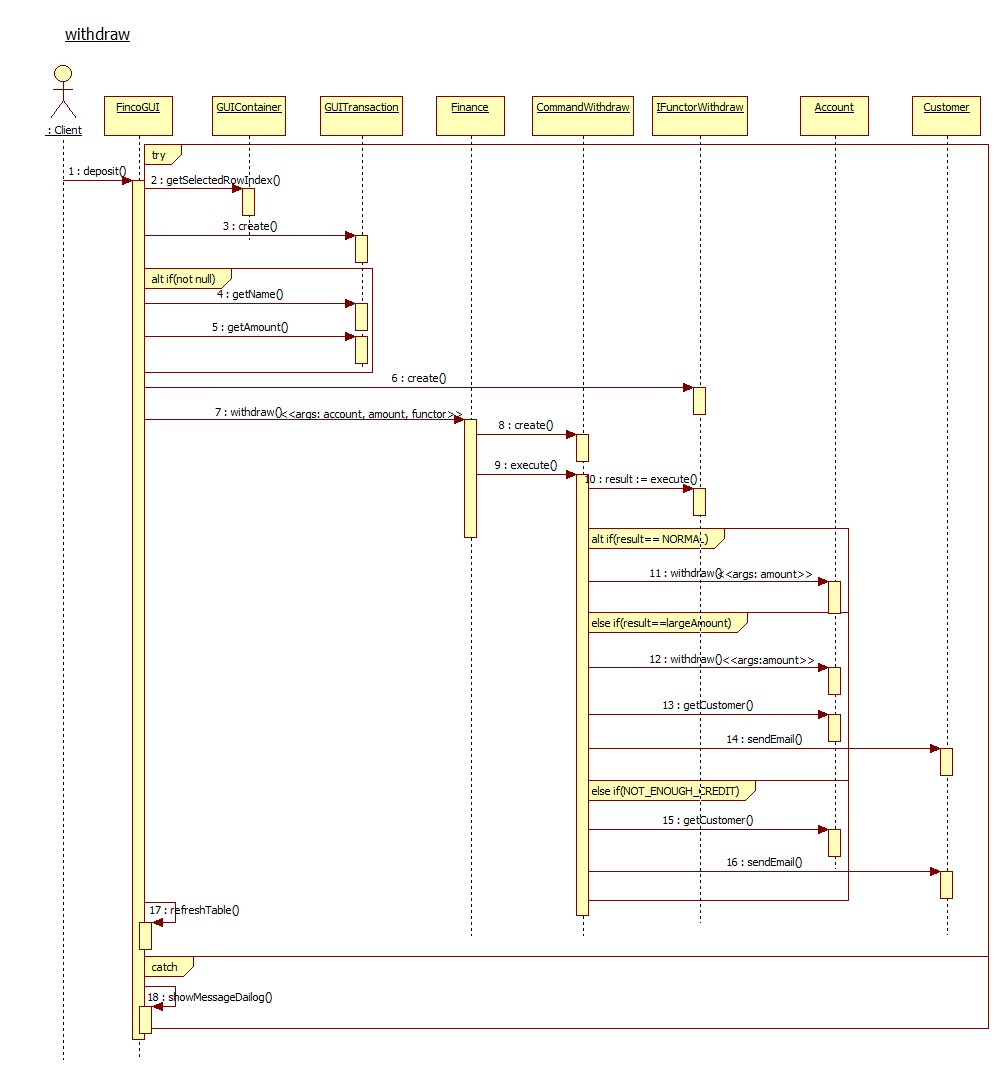 withdraw
: Client
FincoGUI
GUIContainer
GUITransaction
Finance
CommandWithdraw
IFunctorWithdraw
Account
Customer
try
1 : deposit()
2 : getSelectedRowIndex()
3 : create()
alt if(not null)
4 : getName()
5 : getAmount()
6 : create()
7 : withdraw()<<args: account, amount, functor>>
8 : create()
9 : execute()
10 : result := execute()
alt if(result== NORMAL)
11 : withdraw()<<args: amount>>
else if(result==largeAmount)
12 : withdraw()<<args:amount>>
13 : getCustomer()
14 : sendEmail()
else if(NOT_ENOUGH_CREDIT)
15 : getCustomer()
16 : sendEmail()
17 : refreshTable()
catch
18 : showMessageDailog()